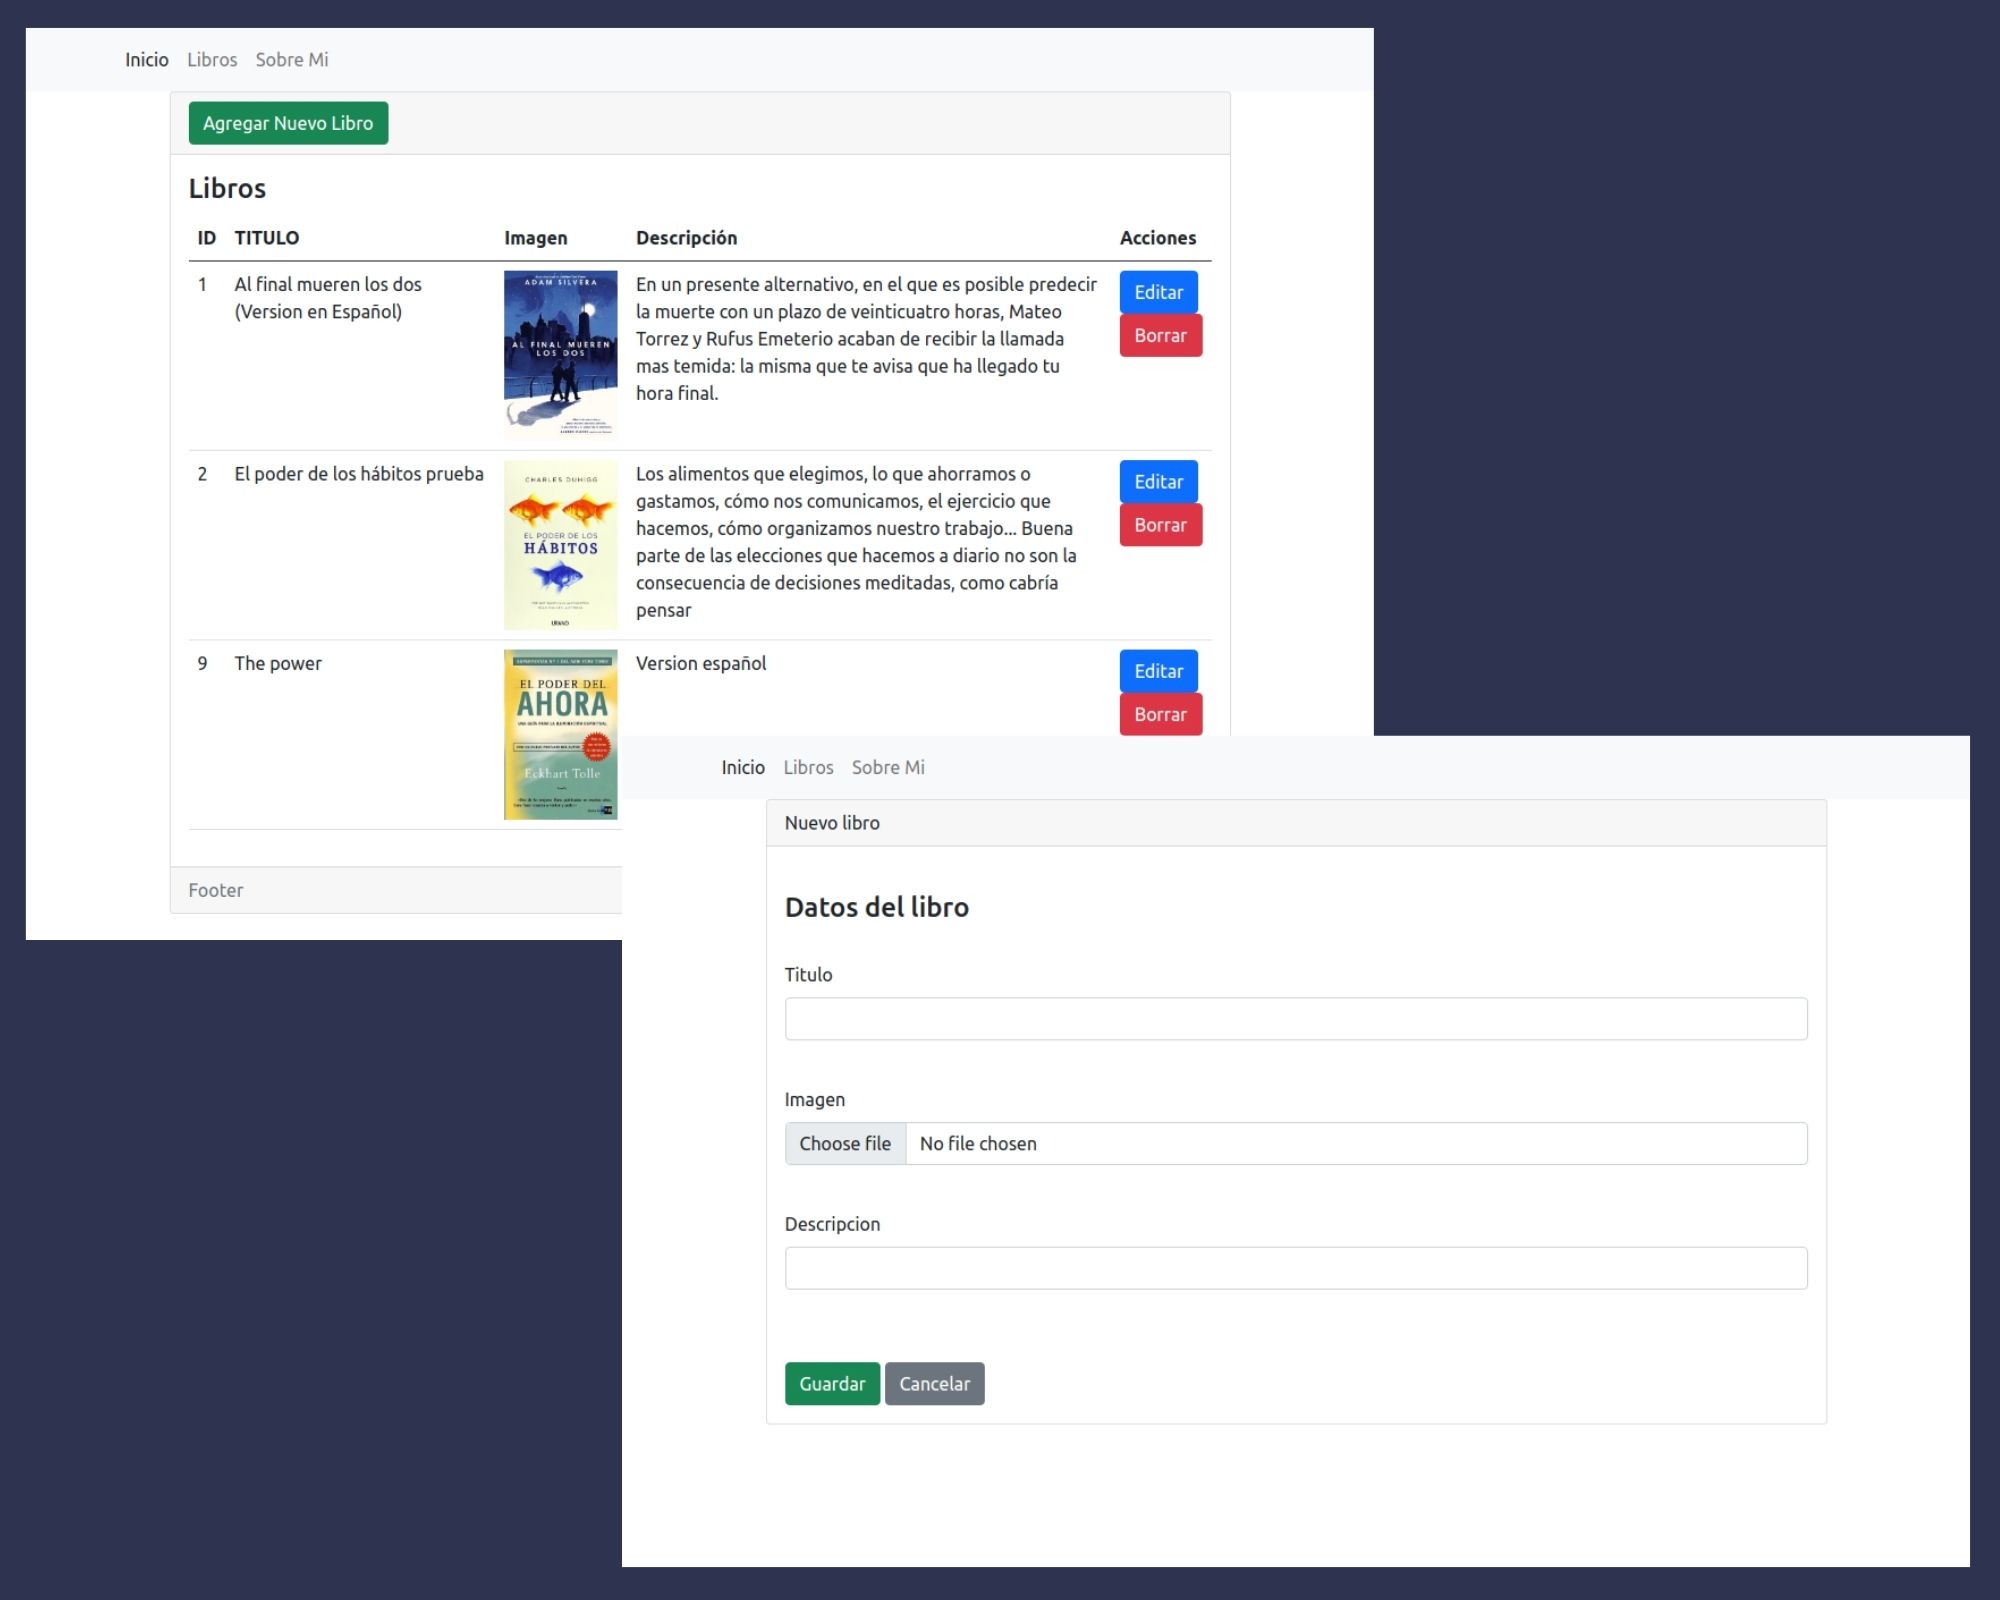 Inicio Libros Sobre Mi
Agregar Nuevo Libro
Libros
ID TITULO Imagen Descripción Acciones
1 Al final mueren los dos
(Version en Español)
ADAM SILVERA
AL FINAL MUEREN
LOS DOS
En un presente alternativo, en el que es posible predecir
la muerte con un plazo de veinticuatro horas, Mateo
Torrez y Rufus Emeterio acaban de recibir la llamada
mas temida: la misma que te avisa que ha llegado tu
hora final.
Editar
Borrar
2 El poder de los hábitos prueba
CHARLES DUHIGG
EL PODER DE LOS
HÁBITOS
URANO
Los alimentos que elegimos, lo que ahorramos o
gastamos, cómo nos comunicamos, el ejercicio que
hacemos, cómo organizamos nuestro trabajo... Buena
parte de las elecciones que hacemos a diario no son la
consecuencia de decisiones meditadas, como cabría
pensar
Editar
Borrar
9 The power
EL PODER DEL
AHORA
UNA GUÍA PARA LA ILUMINACIÓN ESPIRITUAL
Eckhart Tolle
Version español
Editar
Borrar
Footer
Inicio Libros Sobre Mi
Nuevo libro
Datos del libro
Titulo
Imagen
Choose file No file chosen
Descripcion
Guardar Cancelar